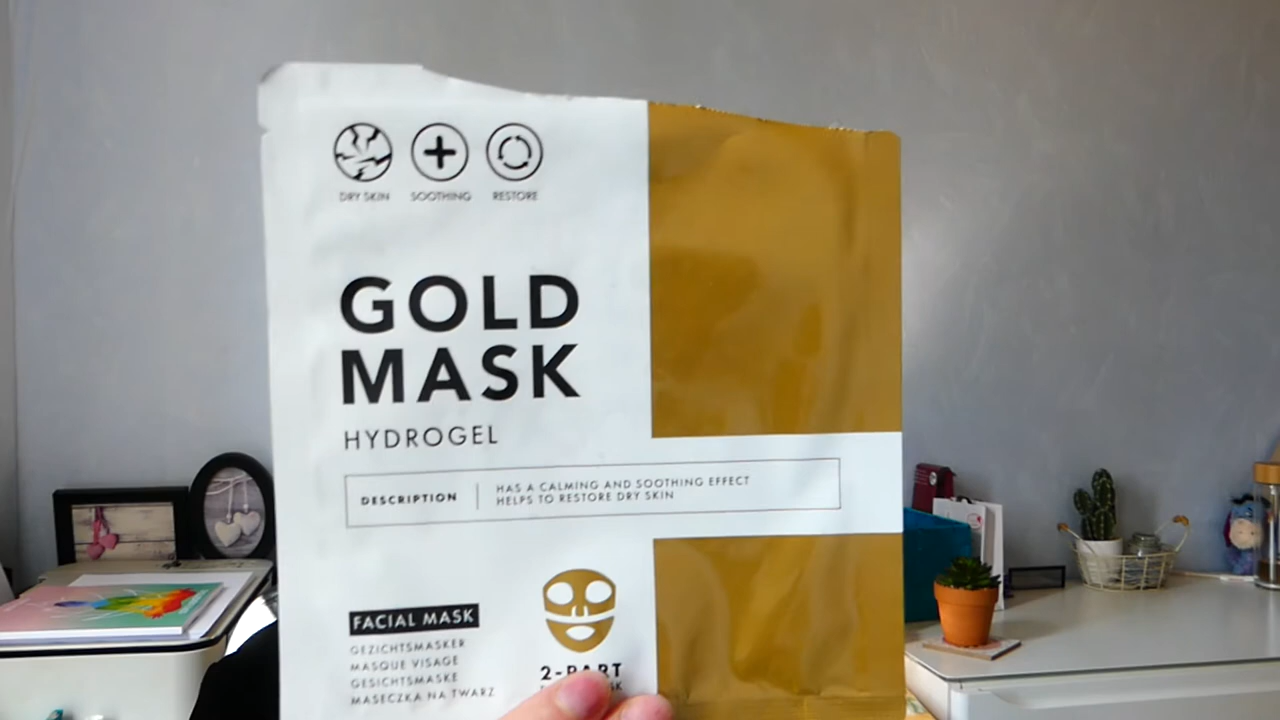 DRY SKIN SOOTHING RESTORE
GOLD
MASK
HYDROGEL
DESCRIPTION
HAS A CALMING AND SOOTHING EFFECT
HELPS TO RESTORE DRY SKIN
FACIAL MASK
GEZICHTSMASKER
MASQUE VISAGE
GESICHTSMASKE
MASECZKA NA TWARZ
2-PART